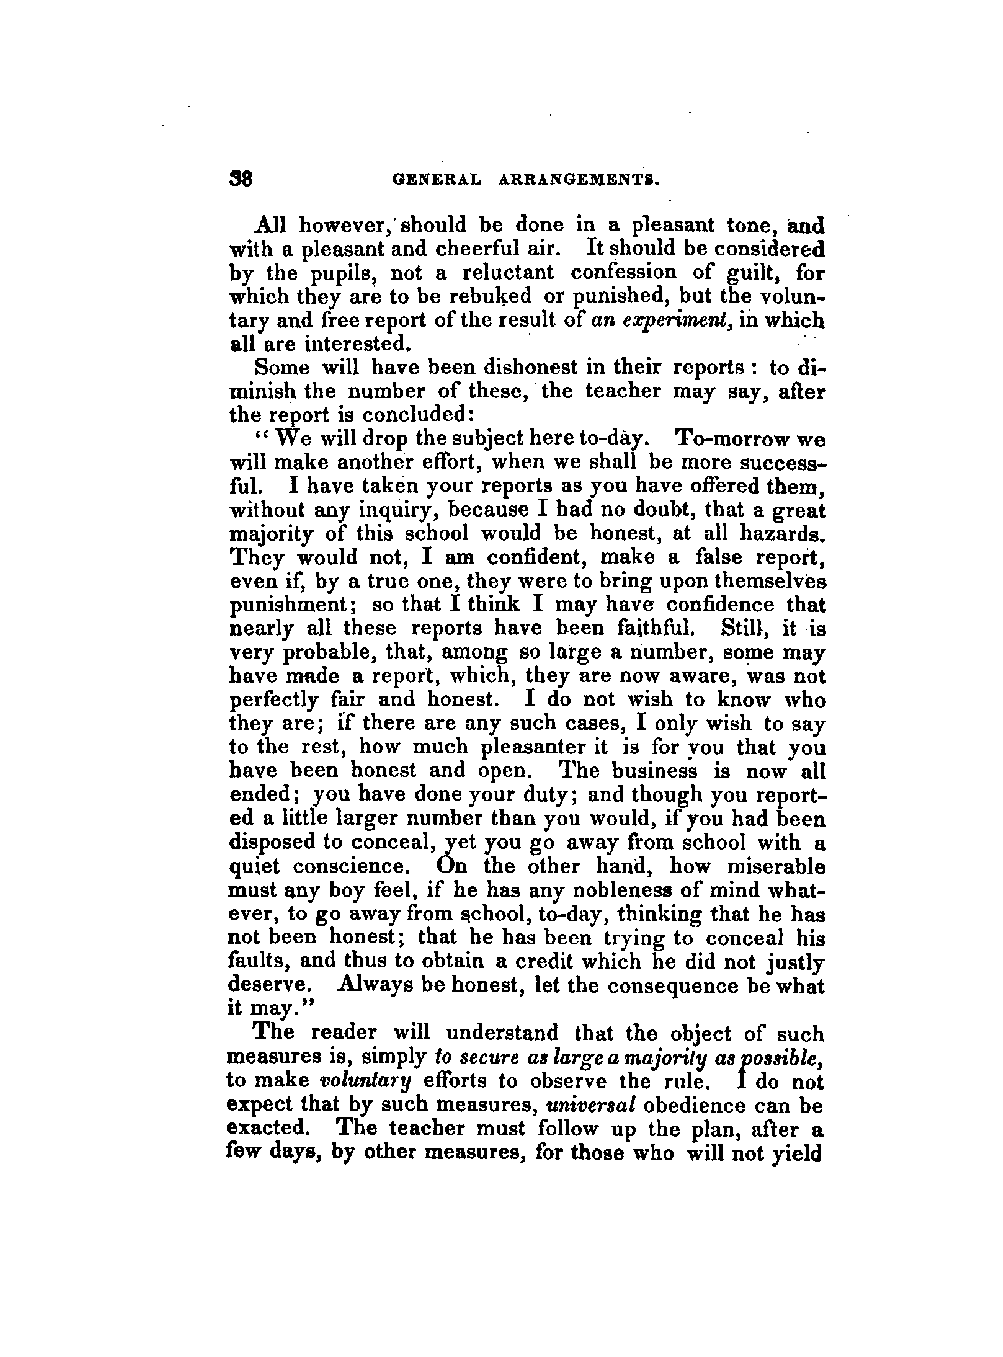 38 GENERAL ARRANGEMENTS.
All however, should be done in a pleasant tone, and
with a pleasant and cheerful air. It should be considered
by the pupils, not a reluctant confession of guilt, for
which they are to be rebuked or punished, but the volun-
tary and free report of the result of an experiment, in which
all are interested.
Some will have been dishonest in their reports : to di-
minish the number of these, the teacher may say, after
the report is concluded:
“ We will drop the subject here to-day. To-morrow we
will make another effort, when we shall be more success-
ful. I have taken your reports as you have offered them,
without any inquiry, because I had no doubt, that a great
majority of this school would be honest, at all hazards.
They would not, I am confident, make a false report,
even if, by a true one, they were to bring upon themselves
punishment; so that I think I may have confidence that
nearly all these reports have been faithful. Still, it is
very probable, that, among so large a number, some may
have made a report, which, they are now aware, was not
perfectly fair and honest. I do not wish to know who
they are; if there are any such cases, I only wish to say
to the rest, how much pleasanter it is for you that you
have been honest and open. The business is now all
ended; you have done your duty; and though you report-
ed a little larger number than you would, if you had been
disposed to conceal, yet you go away from school with a
quiet conscience. On the other hand, how miserable
must any boy feel, if he has any nobleness of mind what-
ever, to go away from school, to-day, thinking that he has
not been honest; that he has been trying to conceal his
faults, and thus to obtain a credit which he did not justly
deserve. Always be honest, let the consequence be what
it may.”
The reader will understand that the object of such
measures is, simply to secure as large a majority as possible,
to make voluntary efforts to observe the rule. I do not
expect that by such measures, universal obedience can be
exacted. The teacher must follow up the plan, after a
few days, by other measures, for those who will not yield